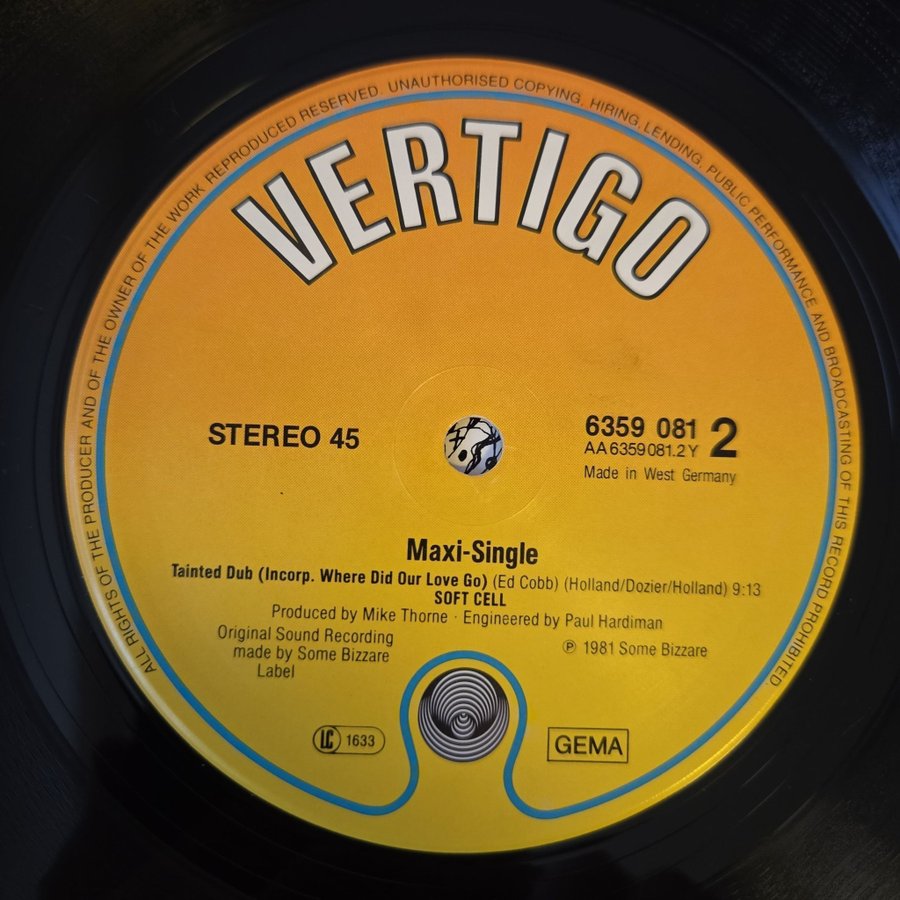 ALL RIGHTS OF THE PRODUCER AND OF THE OWNER OF THE WORK REPRODUCED RESERVED. UNAUTHORISED COPYING, HIRING, LENDING, PUBLIC PERFORMANCE AND BROADCASTING OF THIS RECORD PROHIBITED.
VERTIGO
STEREO 45
6359 081 2
AA 6359 081.2 Y
Made in West Germany
Maxi-Single
Tainted Dub (Incorp. Where Did Our Love Go) (Ed Cobb) (Holland/Dozier/Holland) 9:13
SOFT CELL
Produced by Mike Thorne · Engineered by Paul Hardiman
Original Sound Recording
made by Some Bizzare
Label
℗ 1981 Some Bizzare
LC 1633
GEMA